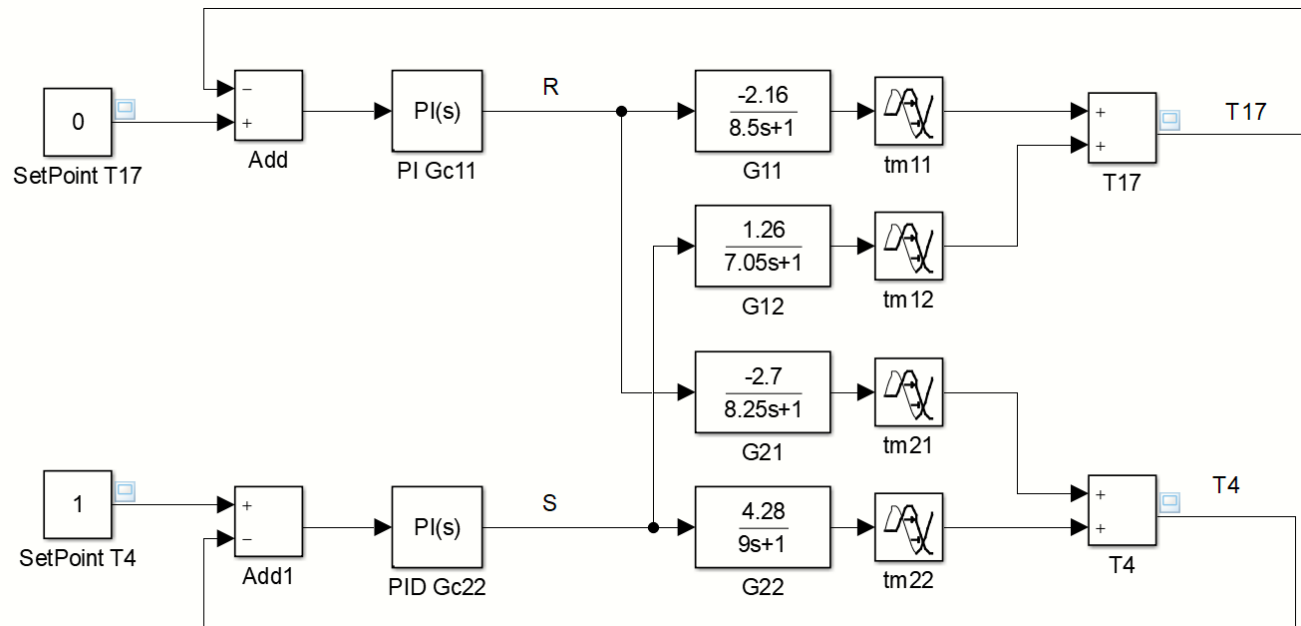 R
T17
0
−
+
PI(s)
-2.16
8.5s+1
+
+
SetPoint T17
Add
PI Gc11
G11
tm11
T17
1.26
7.05s+1
G12
tm12
-2.7
8.25s+1
G21
tm21
S
T4
1
+
−
PI(s)
4.28
9s+1
+
+
SetPoint T4
Add1
PID Gc22
G22
tm22
T4